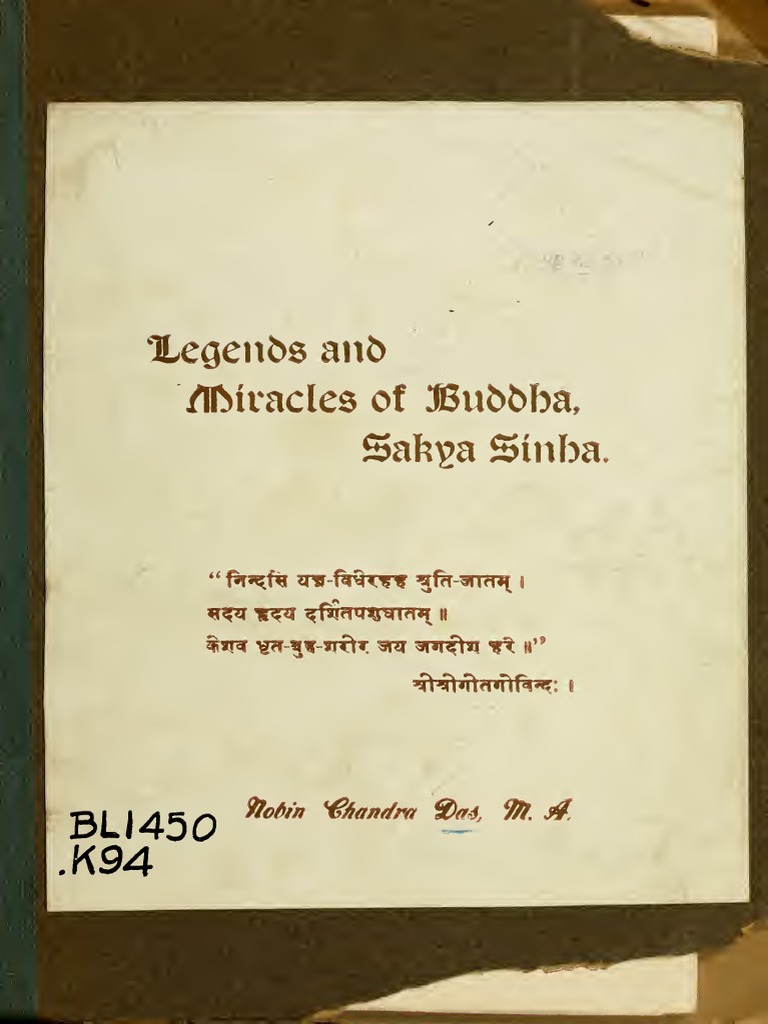 Legends and
Miracles of Buddha,
Sakya Sinha.
“निन्दसि यज्ञ-विधेरहह श्रुति-जातम् ।
सदय हृदय दर्शितपशुघातम् ॥
केशव धृत-बुद्ध-शरीर जय जगदीश हरे ॥”
श्रीश्रीगीतगोविन्दः ।
Nobin Chandra Das, M. A.
BL1450
.K94